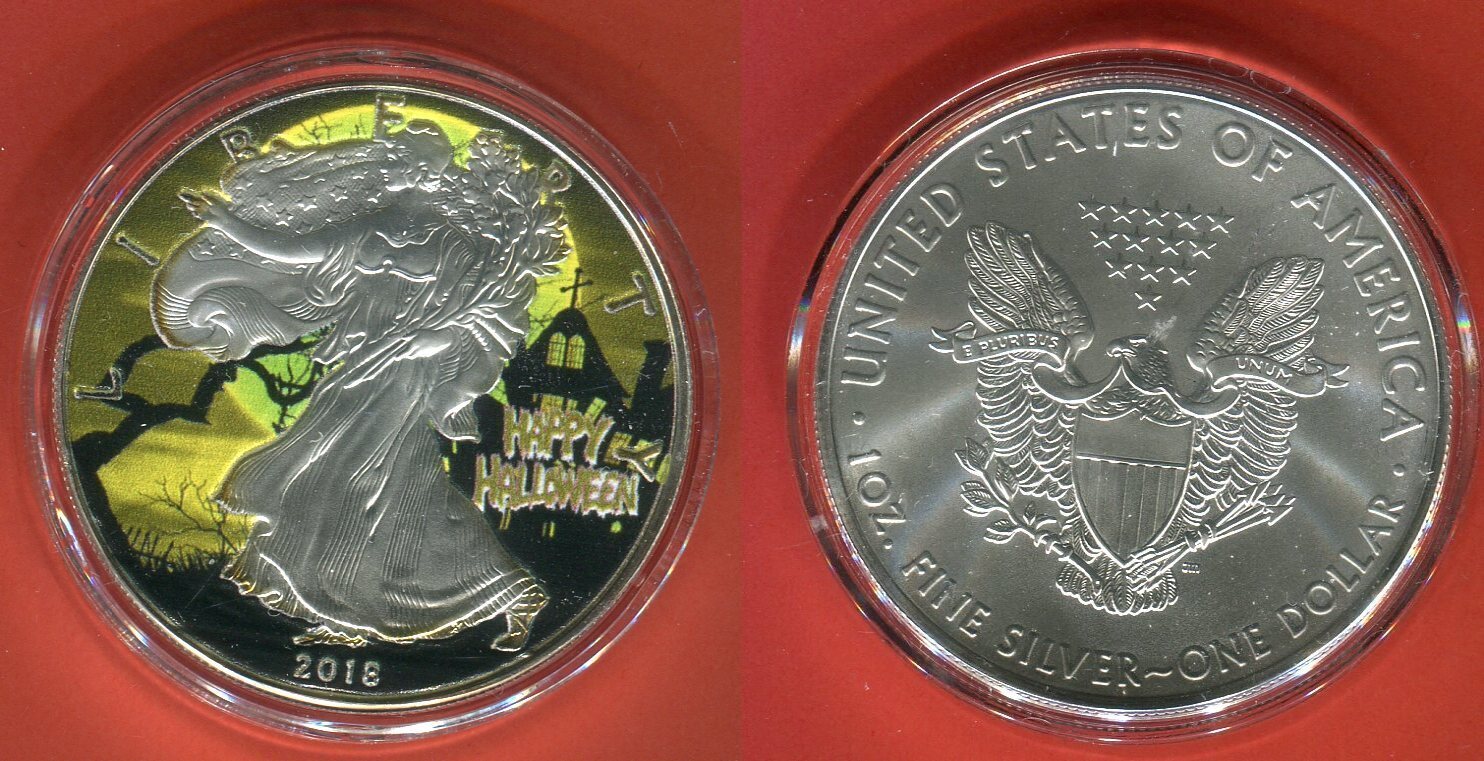 LIBERTY
HAPPY
HALLOWEEN
2018
UNITED STATES OF AMERICA
E PLURIBUS
UNUM
· 1 OZ. FINE SILVER~ONE DOLLAR ·